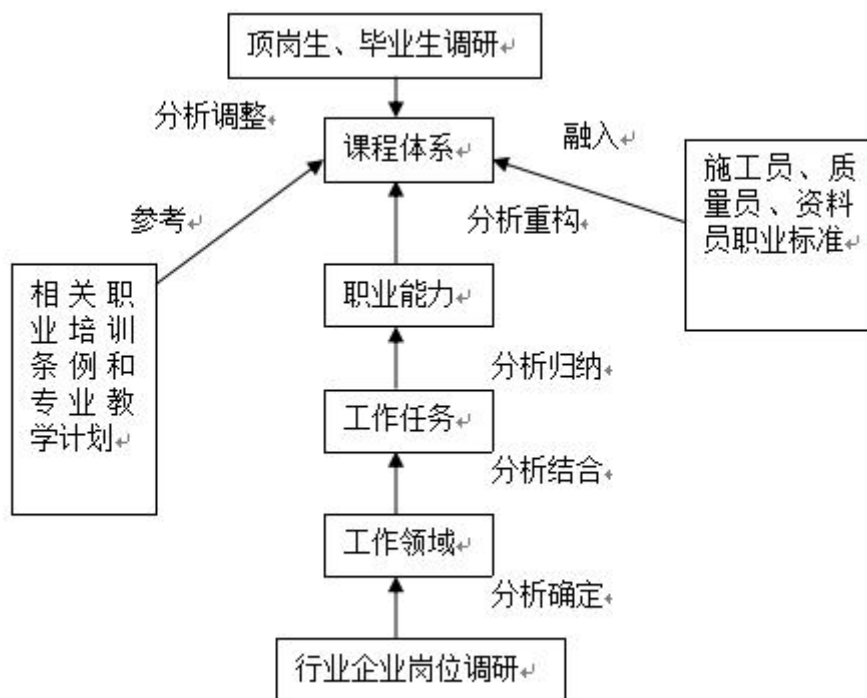 顶岗生、毕业生调研
分析调整
课程体系
融入
施工员、质
量员、资料
员职业标准
参考
分析重构
相关职
业培训
条例和
专业教
学计划
职业能力
分析归纳
工作任务
分析结合
工作领域
分析确定
行业企业岗位调研